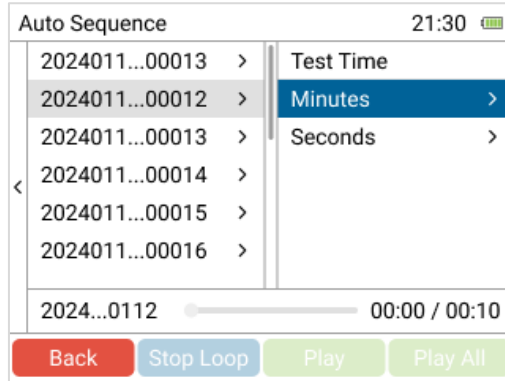 Auto Sequence 21:30
2024011...00013 >
2024011...00012 >
2024011...00013 >
2024011...00014 >
2024011...00015 >
2024011...00016 >
<
Test Time
Minutes >
Seconds >
2024...0112 00:00 / 00:10
Back Stop Loop Play Play All